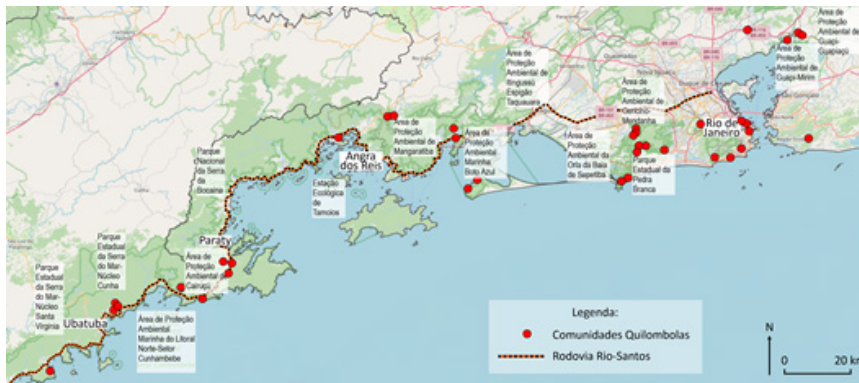 Área de
Proteção
Ambiental
de Guapi-
Guapiaçú
Área de
Proteção
Ambiental
de
Guapi-Mirim
Área de
Proteção
Ambiental
de
Itingussú
Espigão
Taquauara
Área de
Proteção
Ambiental de
Gericinó-
Mendanha
Rio de
Janeiro
Área de
Proteção
Ambiental da
Orla da Baia
de Sepetiba
Parque
Estadual da
Pedra
Branca
Área de
Proteção
Ambiental
Marinha
Boto Azul
Área de
Proteção
Ambiental de
Mangaratiba
Angra
dos Reis
Estação
Ecológica
de
Tamoios
Parque
Nacional
da Serra
da
Bocaina
Paraty
Área de
Proteção
Ambiental de
Cairuçu
Parque
Estadual
da Serra
do Mar-
Núcleo
Cunha
Parque
Estadual
da Serra
do Mar-
Núcleo
Santa
Virgínia
Ubatuba
Área de Proteção
Ambiental
Marinha do Litoral
Norte-Setor
Cunhambebe
Legenda:
Comunidades Quilombolas
Rodovia Rio-Santos
N
0 20 km